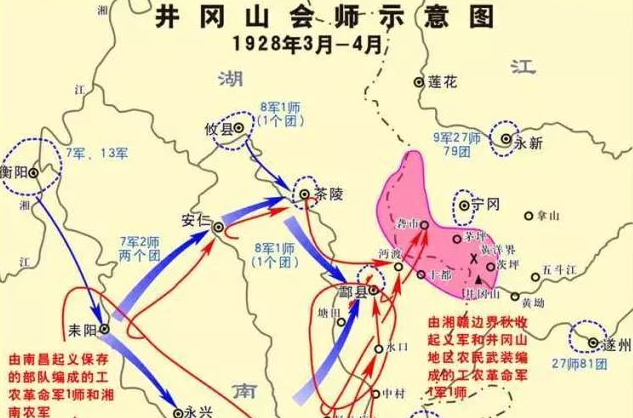 井冈山会师示意图
1928年3月-4月
湘
江
湖
江
莲花
8军1师
(1个团)
攸县
9军27师
79团
永新
7军、13军
衡阳
湘
江
茶陵
宁冈
安仁
砻市
茅坪
拿山
黄洋界
7军2师
两个团
8军1师
(1个团)
沔渡
十都
茨坪
五斗江
井冈山
酃县
黄坳
塘田
耒阳
由湘赣边界秋收
起义军和井冈山
地区农民武装编
成的工农革命军
1军1师
遂州
27师81团
水口
由南昌起义保存
的部队编成的工
农革命军1师和湘
南农军
南
中村
永兴